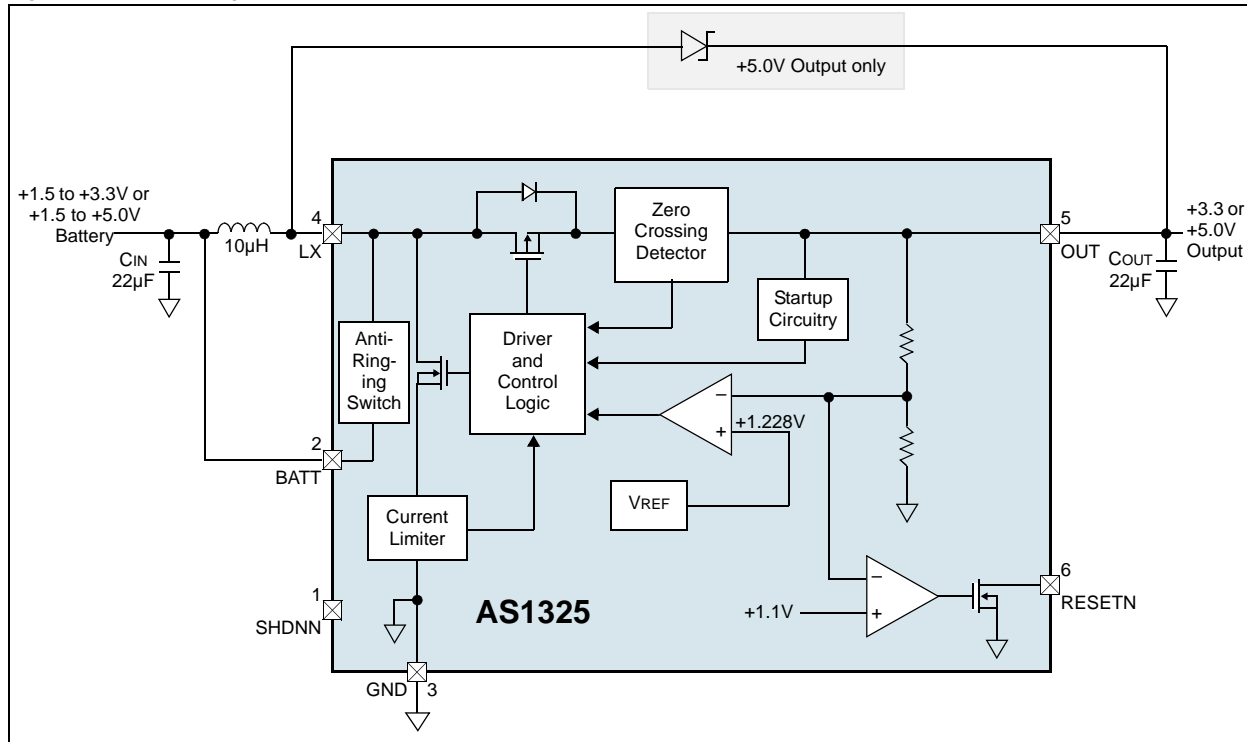 +5.0V Output only
+1.5 to +3.3V or
+1.5 to +5.0V
Battery
10µH
CIN
22µF
4
LX
Zero
Crossing
Detector
5
OUT
+3.3 or
+5.0V
Output
COUT
22µF
Startup
Circuitry
Anti-
Ring-
ing
Switch
Driver
and
Control
Logic
−
+
+1.228V
2
BATT
VREF
Current
Limiter
1
SHDNN
AS1325
+1.1V
−
+
6
RESETN
GND
3